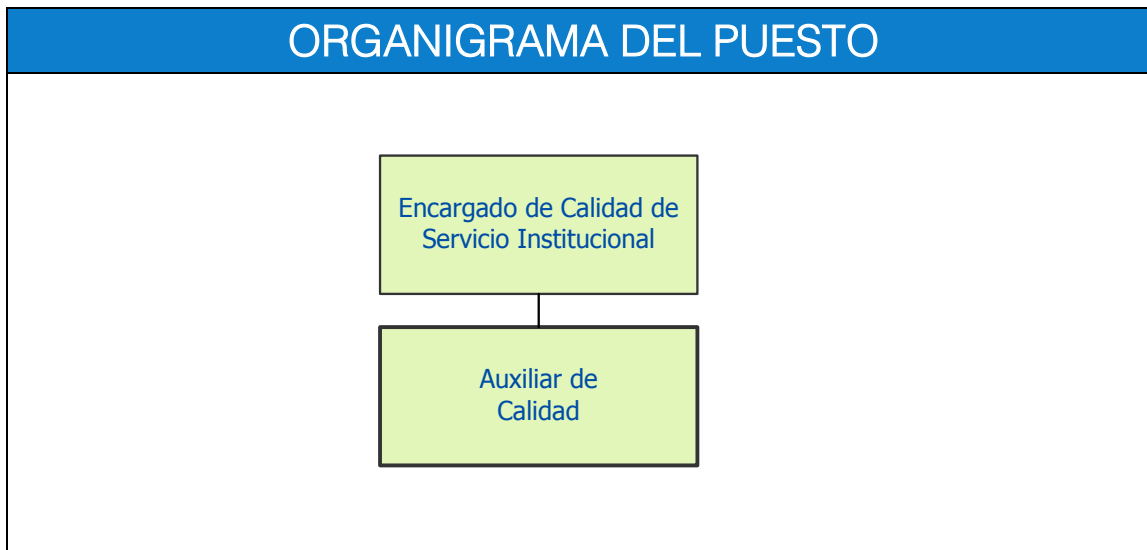 ORGANIGRAMA DEL PUESTO
Encargado de Calidad de
Servicio Institucional
Auxiliar de
Calidad